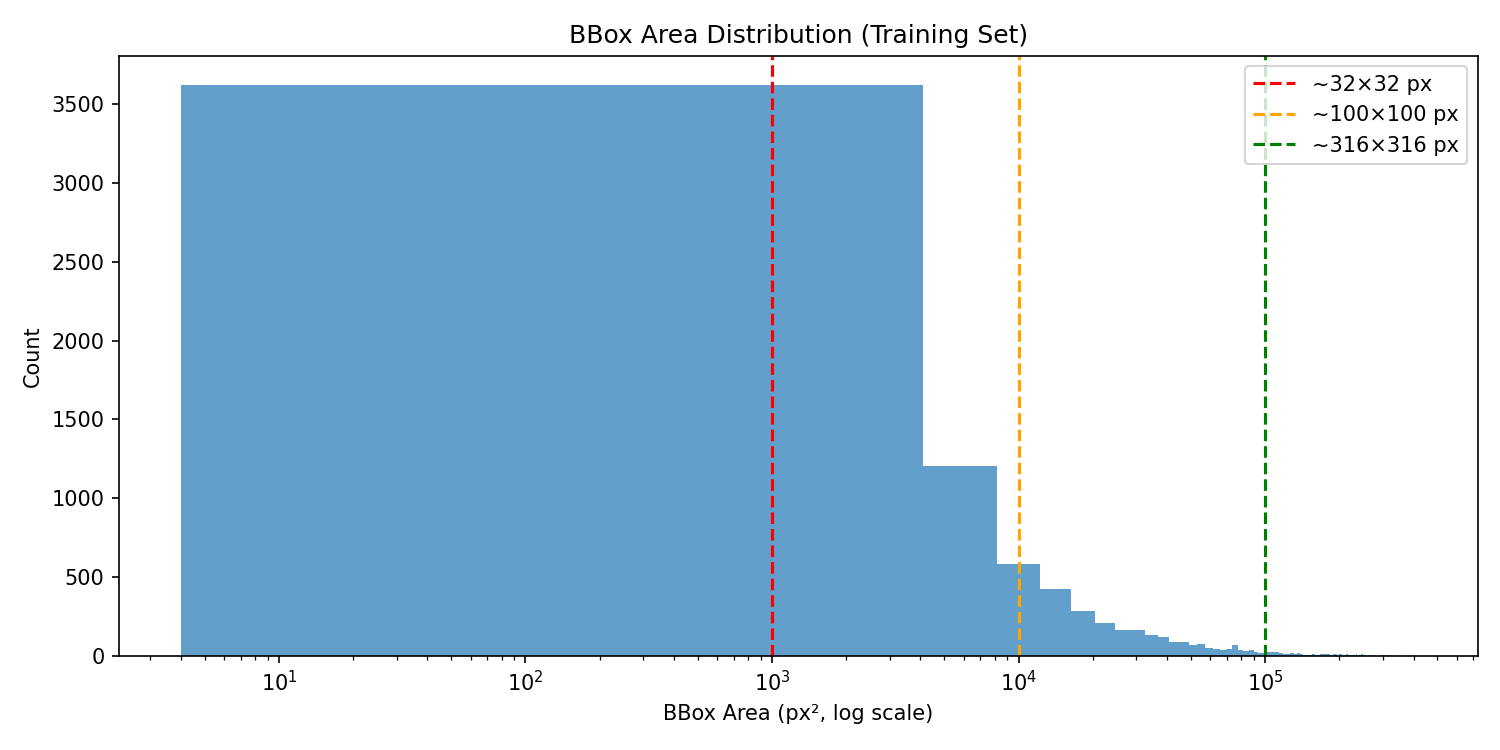 BBox Area Distribution (Training Set)
~32×32 px
~100×100 px
~316×316 px
Count
3500
3000
2500
2000
1500
1000
500
0
10¹ 10² 10³ 10⁴ 10⁵
BBox Area (px², log scale)